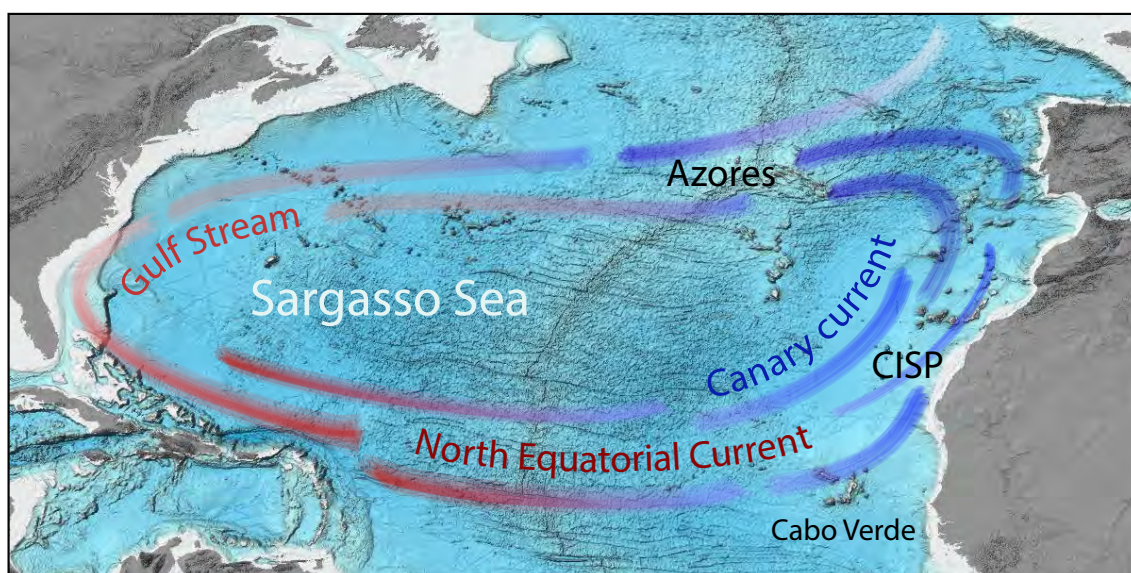 Azores
Gulf Stream
Sargasso Sea
Canary current
CISP
North Equatorial Current
Cabo Verde